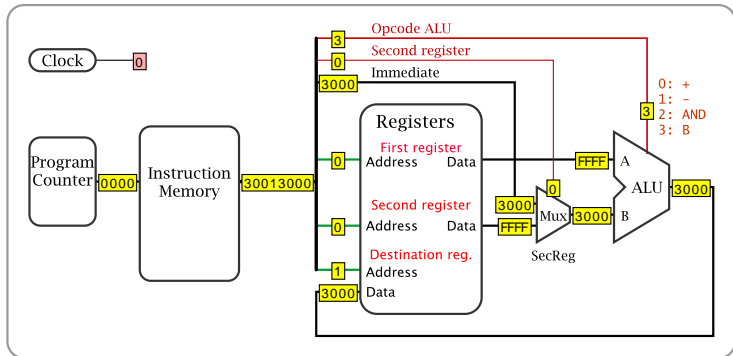 Opcode ALU
3
Second register
Clock
0
0
Immediate
3000
0: +
1: -
2: AND
3: B
3
Registers
First register
Program
Counter
0000
Instruction
Memory
30013000
0
Address
Data
FFFF
A
ALU
3000
0
3000
Second register
0
Address
Data
FFFF
Mux
3000
B
SecReg
Destination reg.
1
Address
3000
Data